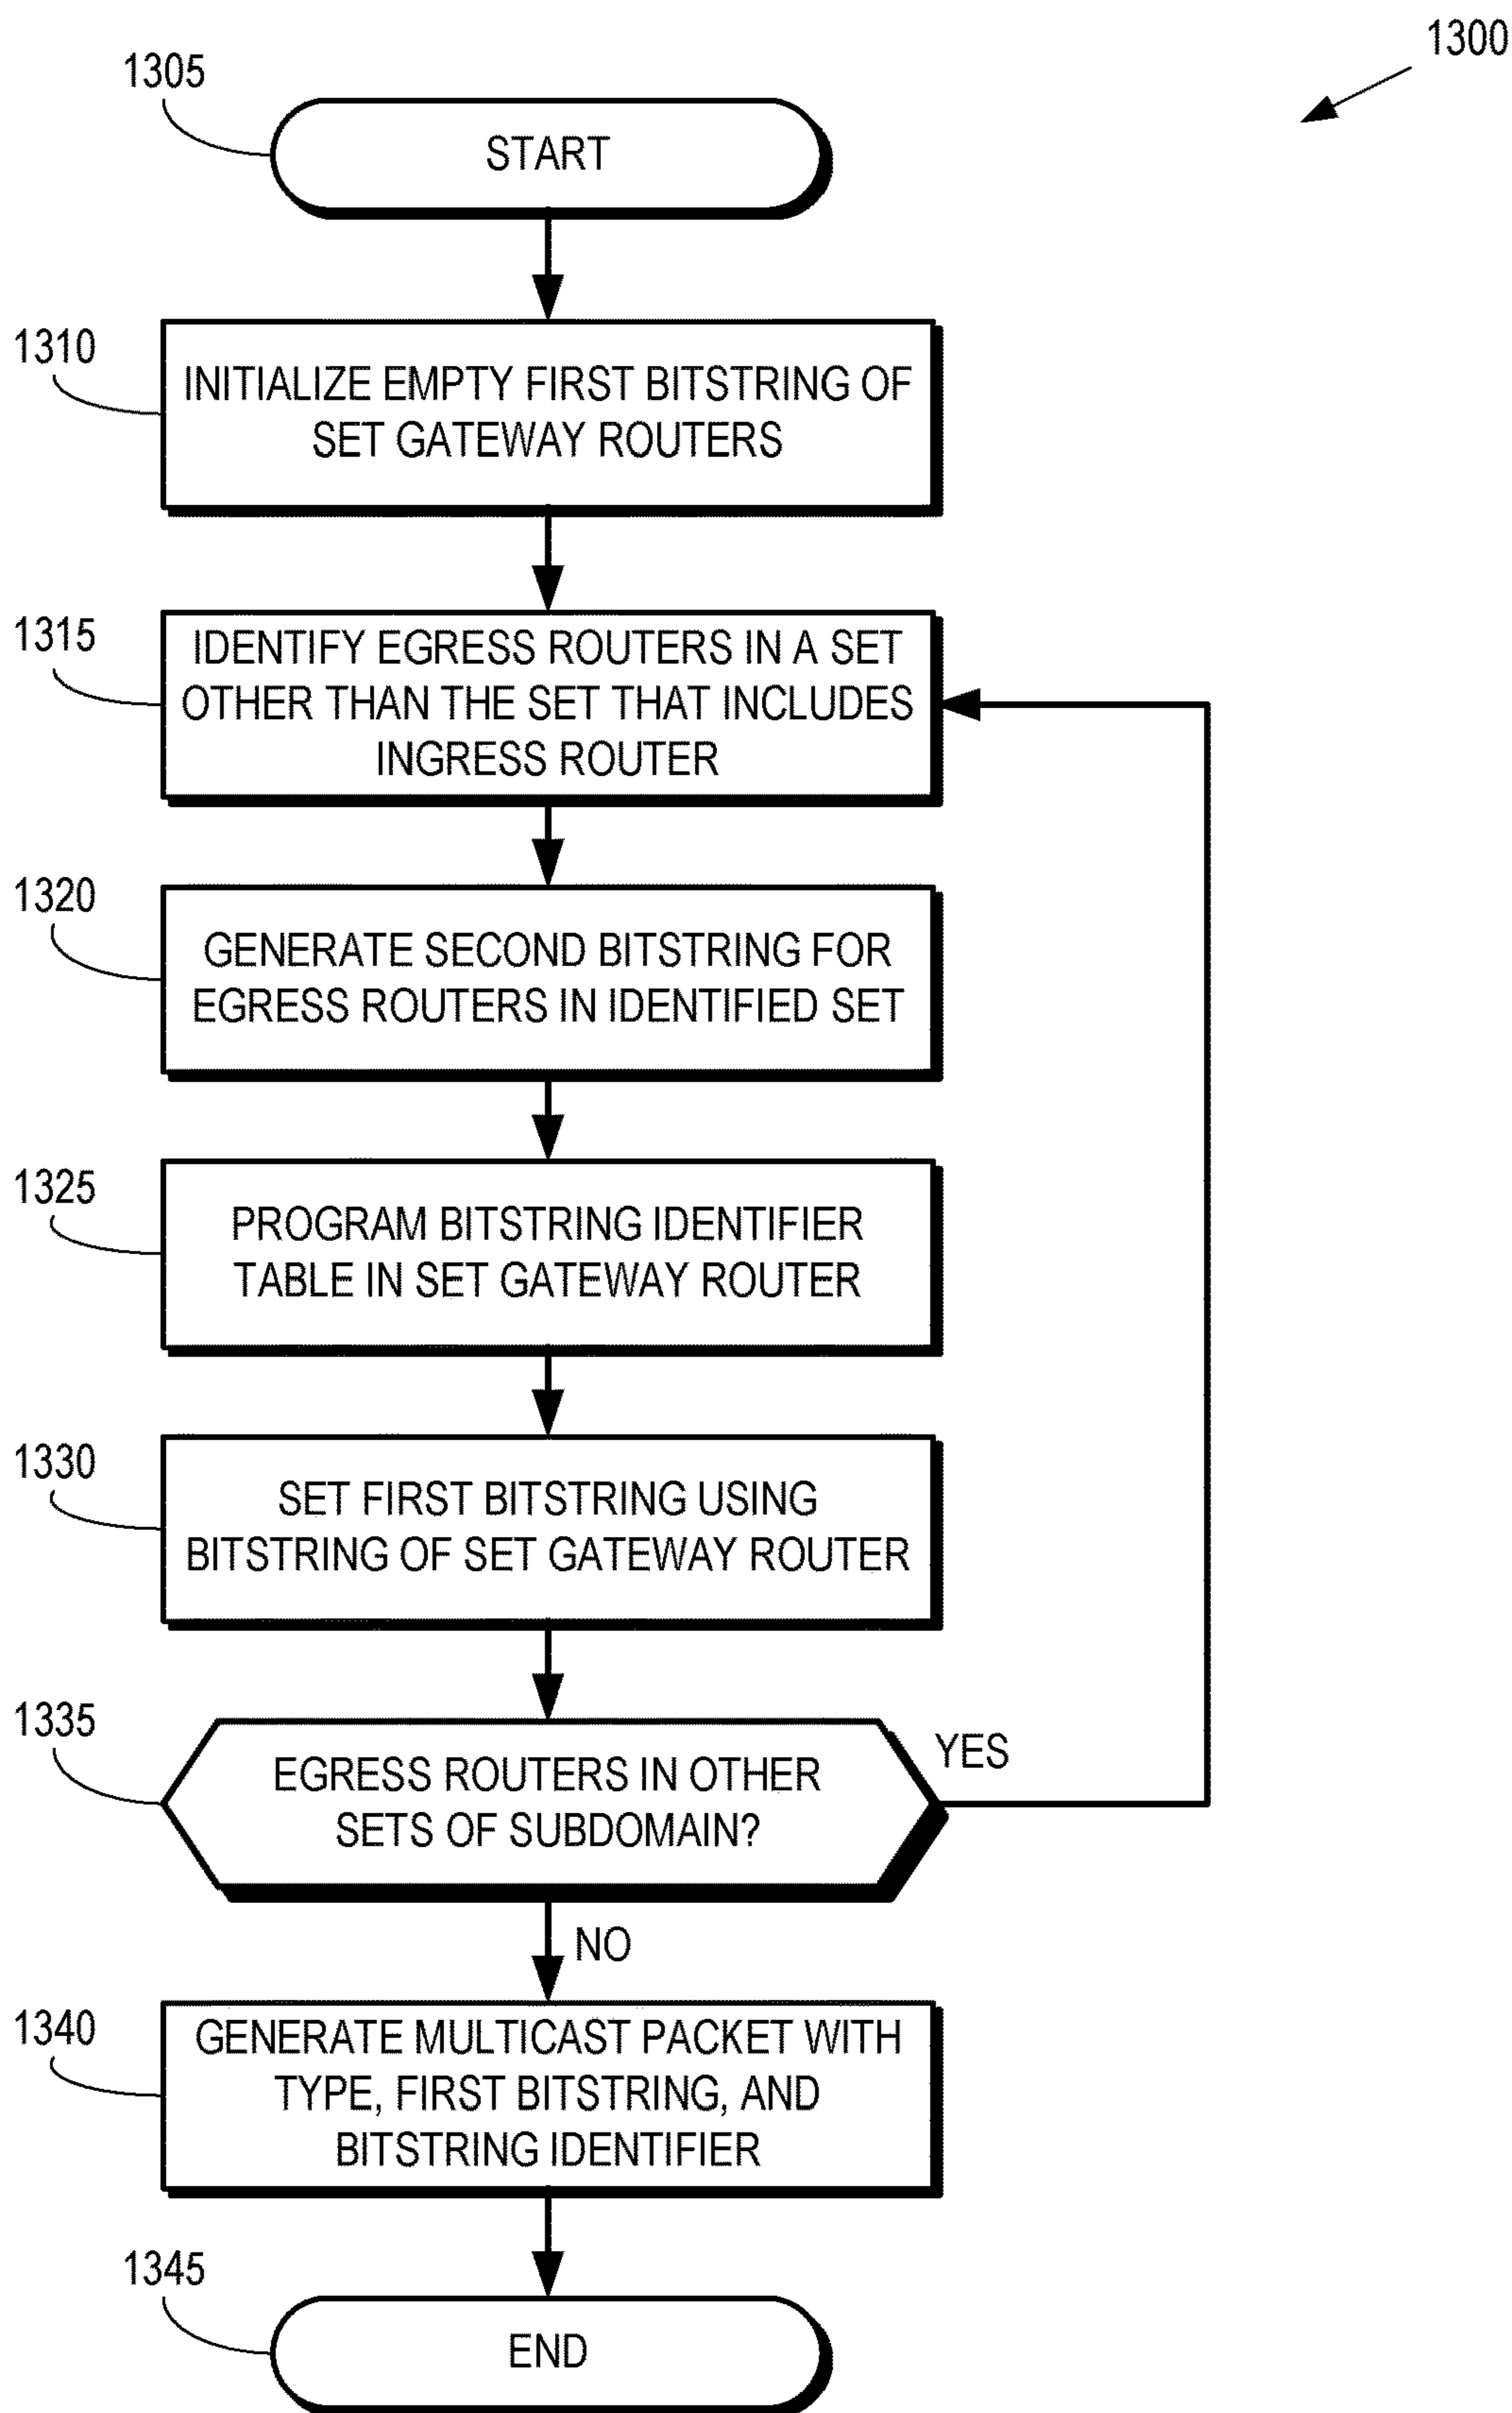 1300
1305
START
1310
INITIALIZE EMPTY FIRST BITSTRING OF
SET GATEWAY ROUTERS
1315
IDENTIFY EGRESS ROUTERS IN A SET
OTHER THAN THE SET THAT INCLUDES
INGRESS ROUTER
1320
GENERATE SECOND BITSTRING FOR
EGRESS ROUTERS IN IDENTIFIED SET
1325
PROGRAM BITSTRING IDENTIFIER
TABLE IN SET GATEWAY ROUTER
1330
SET FIRST BITSTRING USING
BITSTRING OF SET GATEWAY ROUTER
1335
EGRESS ROUTERS IN OTHER
SETS OF SUBDOMAIN?
YES
NO
1340
GENERATE MULTICAST PACKET WITH
TYPE, FIRST BITSTRING, AND
BITSTRING IDENTIFIER
1345
END